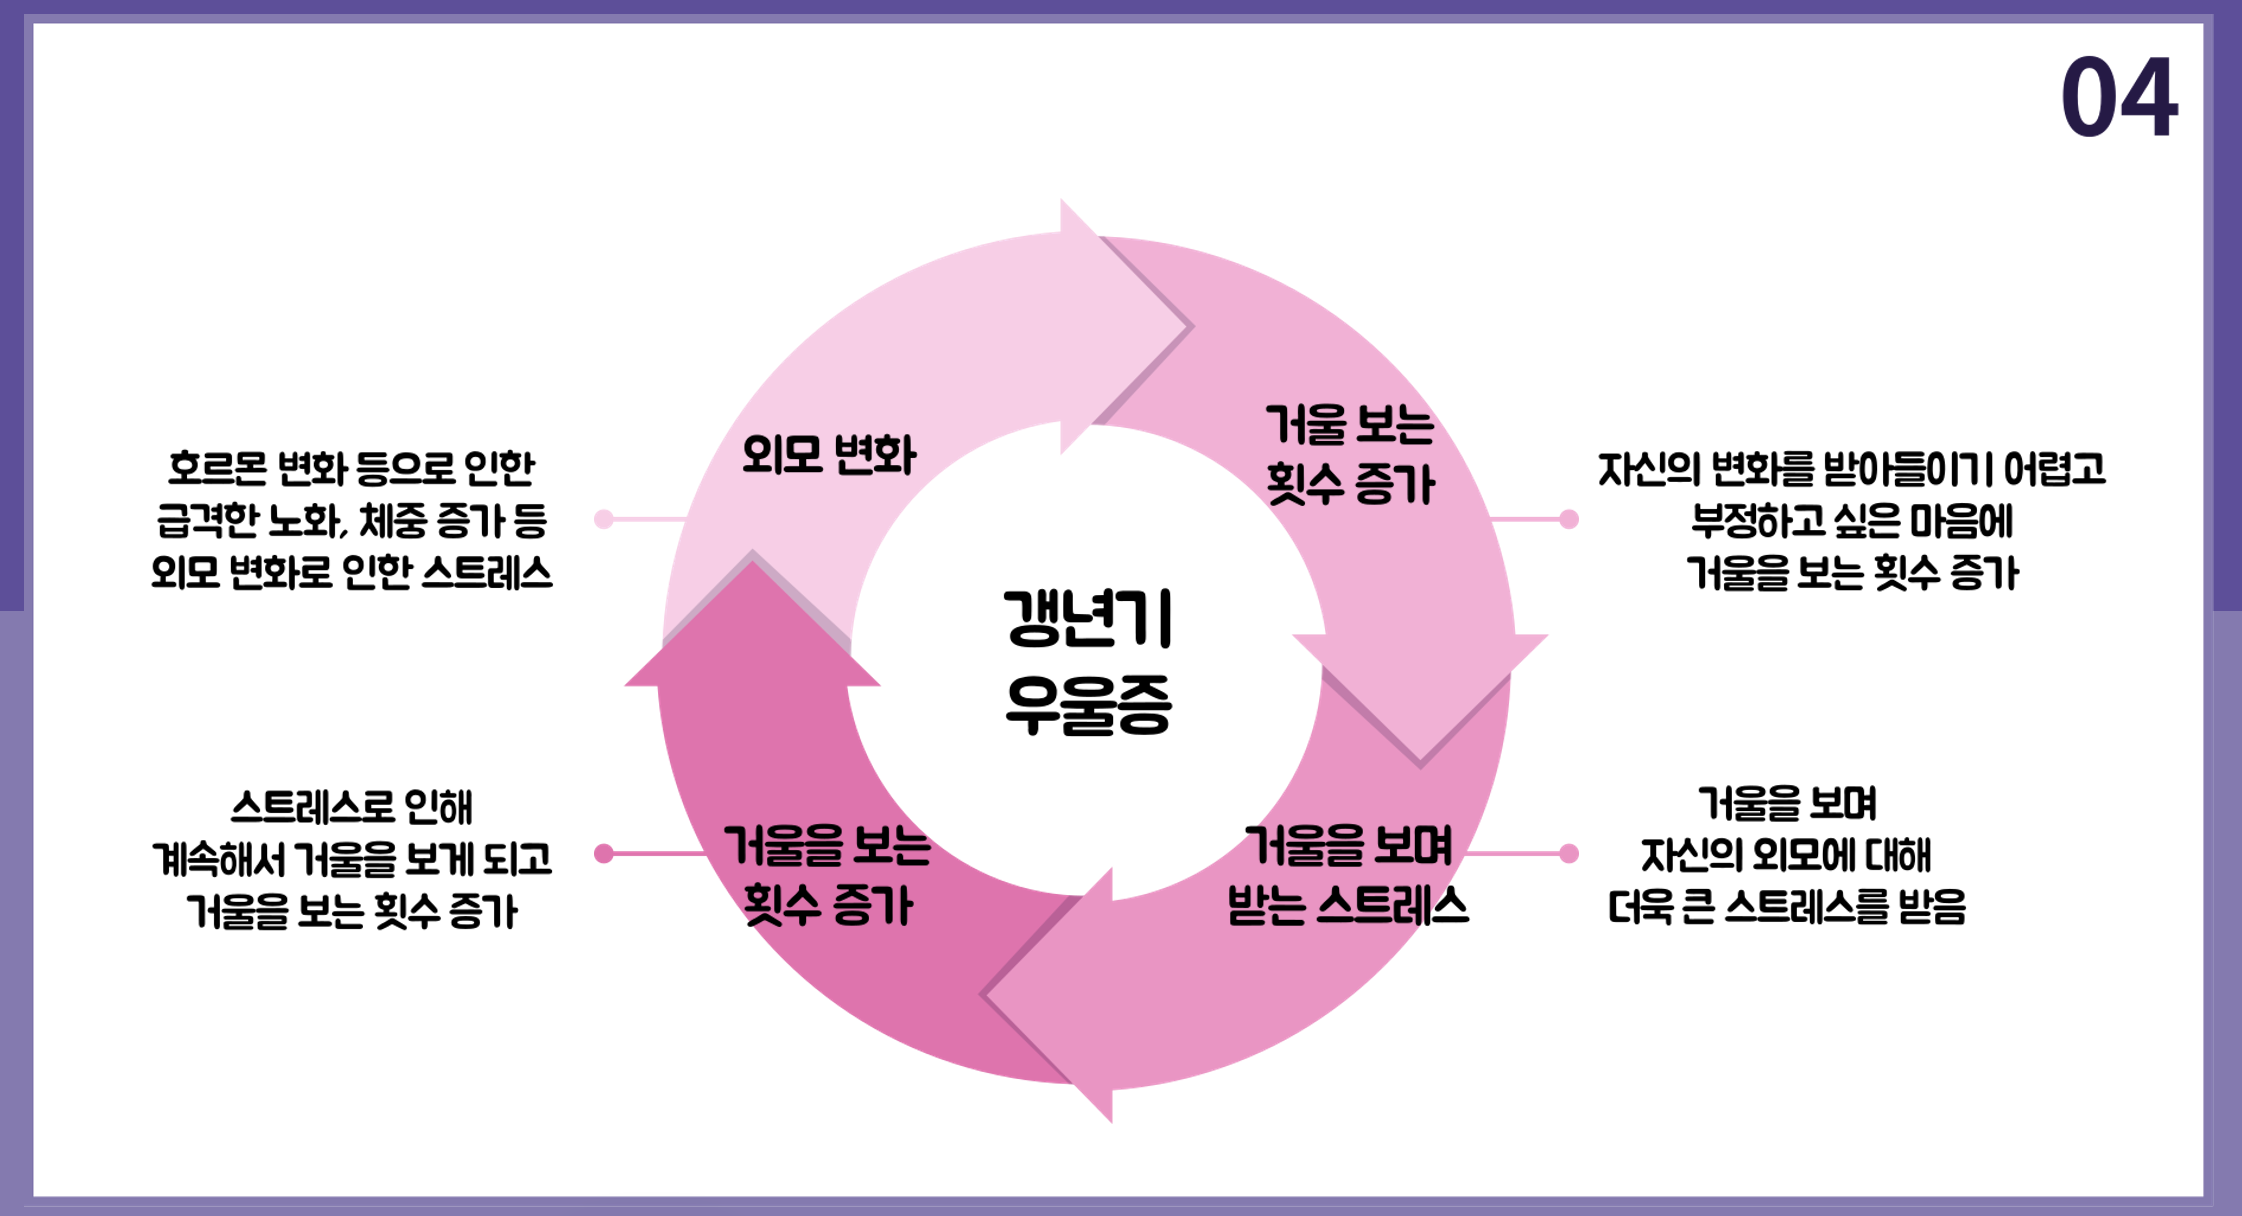 04
외모 변화
거울 보는
횟수 증가
호르몬 변화 등으로 인한
급격한 노화, 체중 증가 등
외모 변화로 인한 스트레스
자신의 변화를 받아들이기 어렵고
부정하고 싶은 마음에
거울을 보는 횟수 증가
갱년기
우울증
스트레스로 인해
계속해서 거울을 보게 되고
거울을 보는 횟수 증가
거울을 보는
횟수 증가
거울을 보며
받는 스트레스
거울을 보며
자신의 외모에 대해
더욱 큰 스트레스를 받음